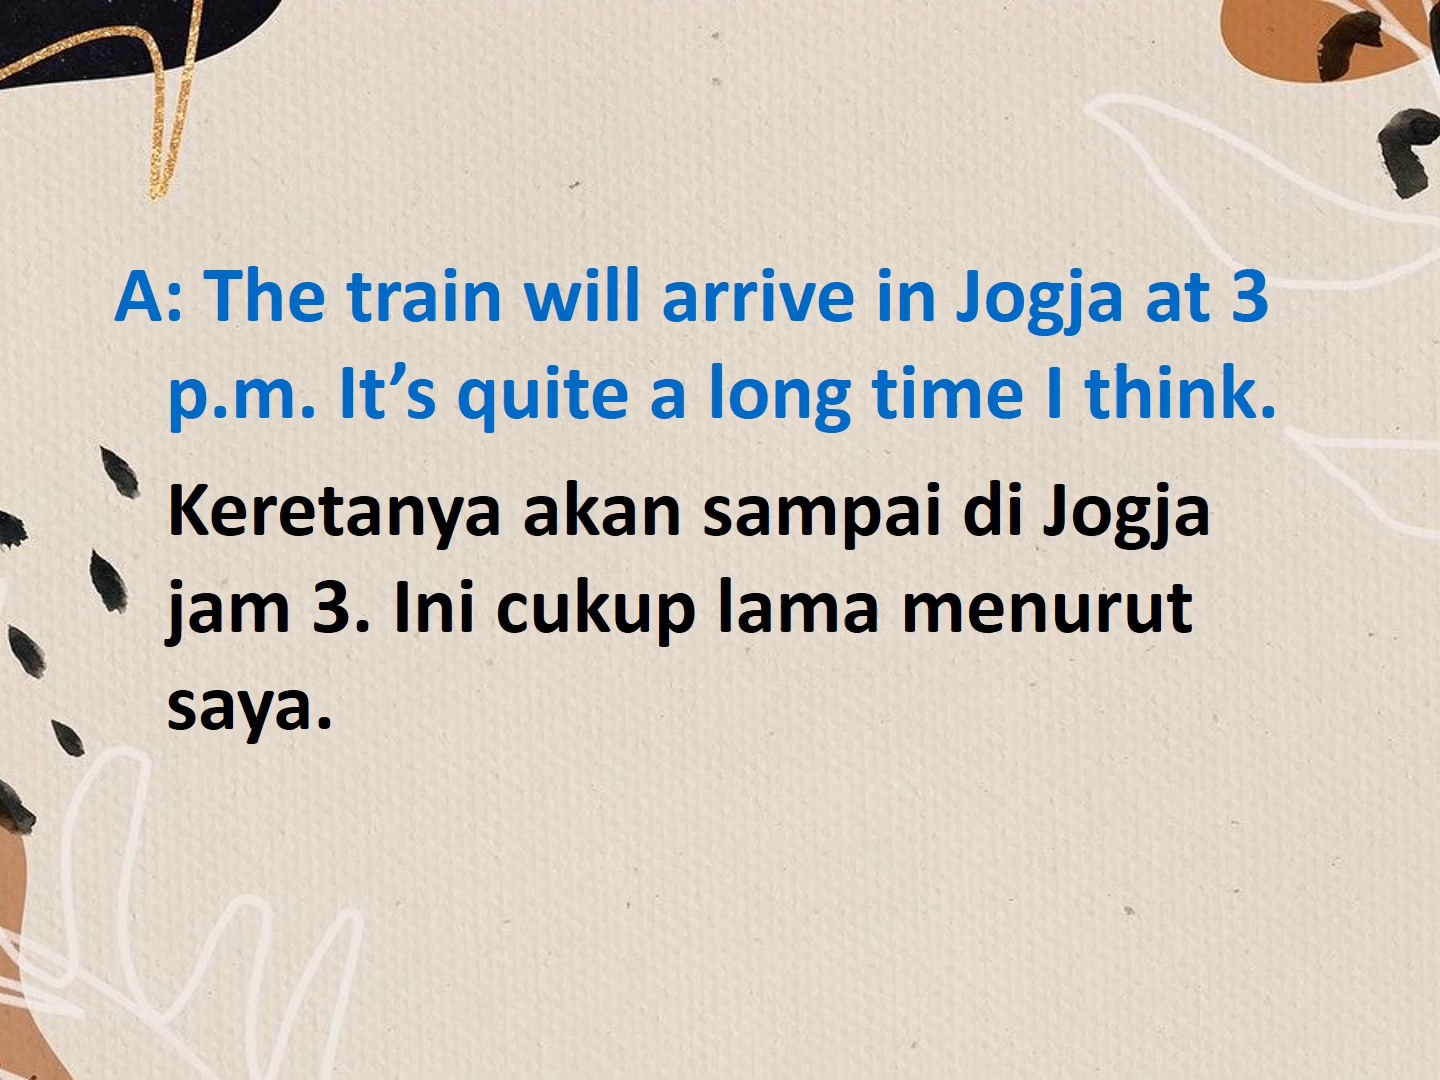 A: The train will arrive in Jogja at 3
p.m. It’s quite a long time I think.
Keretanya akan sampai di Jogja
jam 3. Ini cukup lama menurut
saya.